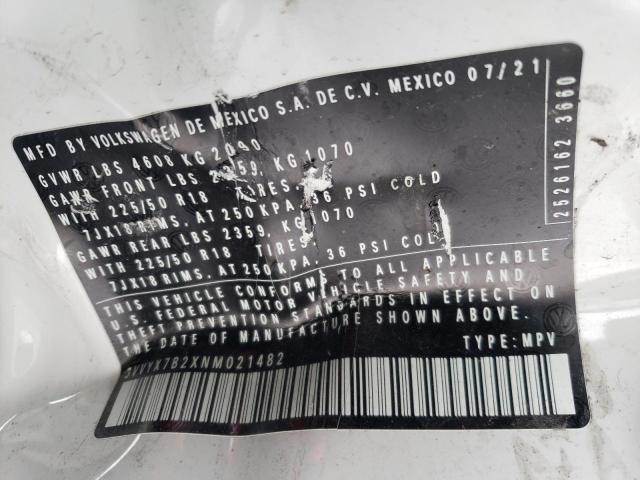 MFD BY VOLKSWAGEN DE MEXICO S.A. DE C.V. MEXICO 07/21
GVWR LBS 4608 KG 2090
GAWR FRONT LBS 2359, KG 1070
WITH 225/50 R18 TIRES,
7JX18 RIMS. AT 250 KPA, 36 PSI COLD
GAWR REAR LBS 2359, KG 1070
WITH 225/50 R18 TIRES
7JX18 RIMS. AT 250 KPA, 36 PSI COLD
THIS VEHICLE CONFORMS TO ALL APPLICABLE
U.S. FEDERAL MOTOR VEHICLE SAFETY AND
THEFT PREVENTION STANDARDS IN EFFECT ON
THE DATE OF MANUFACTURE SHOWN ABOVE.
TYPE: MPV
3VVYX7B2XNM021482
2526162 3660